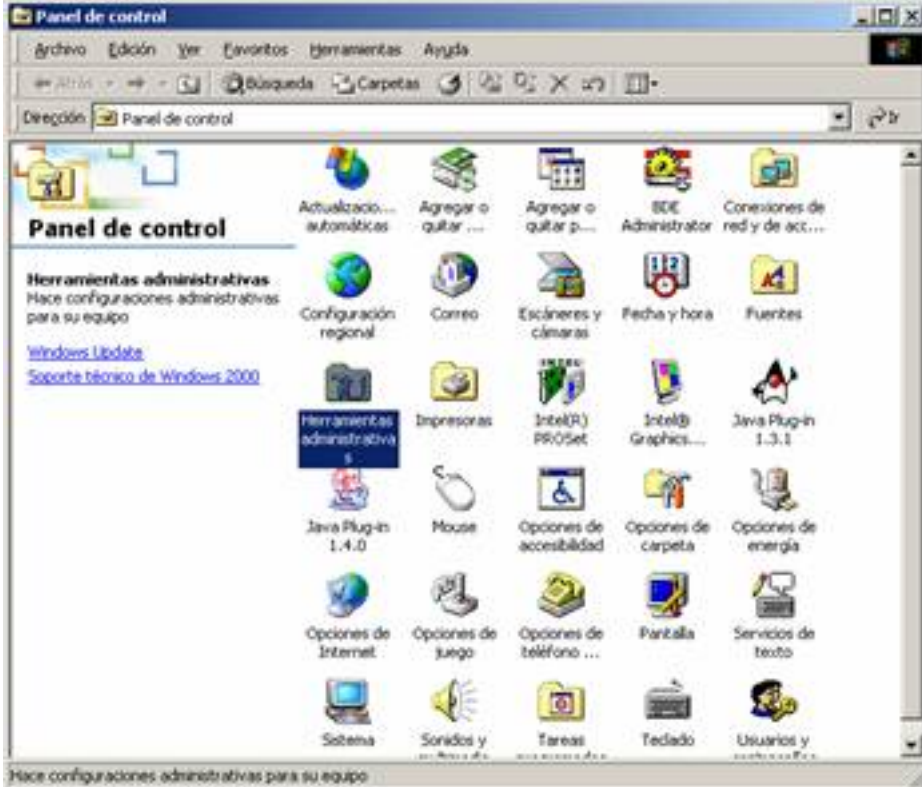 Panel de control
Archivo Edición Ver Favoritos Herramientas Ayuda
Atrás Búsqueda Carpetas
Dirección Panel de control Ir
Panel de control
Herramientas administrativas
Hace configuraciones administrativas
para su equipo
Windows Update
Soporte técnico de Windows 2000
Actualizacio...
automáticas
Agregar o
quitar ...
Agregar o
quitar p...
BDE
Administrator
Conexiones de
red y de acc...
Configuración
regional
Correo
Escáneres y
cámaras
Fecha y hora
Fuentes
Herramientas
administrativa
s
Impresoras
INTEL
Intel(R)
PROSet
Intel®
Graphics...
Java Plug-in
1.3.1
Java Plug-in
1.4.0
Mouse
Opciones de
accesibilidad
Opciones de
carpeta
Opciones de
energía
Opciones de
Internet
Opciones de
juego
Opciones de
teléfono ...
Pantalla
Servicios de
texto
Sistema
Sonidos y
Tareas
Teclado
Usuarios y
Hace configuraciones administrativas para su equipo